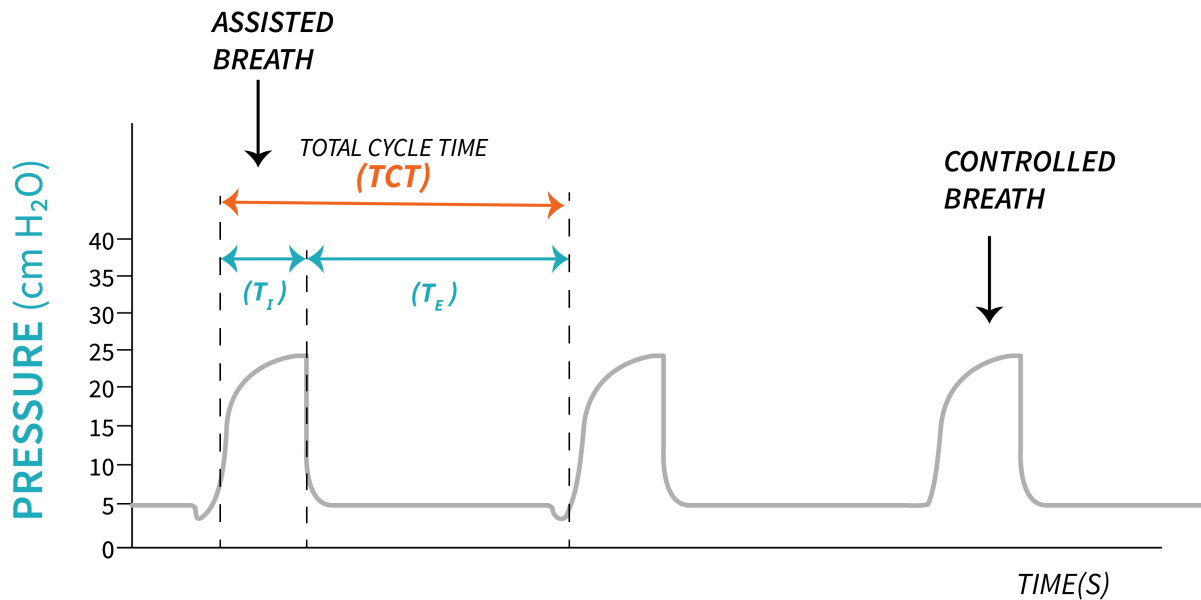 ASSISTED
BREATH
TOTAL CYCLE TIME
(TCT)
CONTROLLED
BREATH
PRESSURE (cm H₂O)
40
35
30
25
20
15
10
5
0
(T_I)
(T_E)
TIME(S)